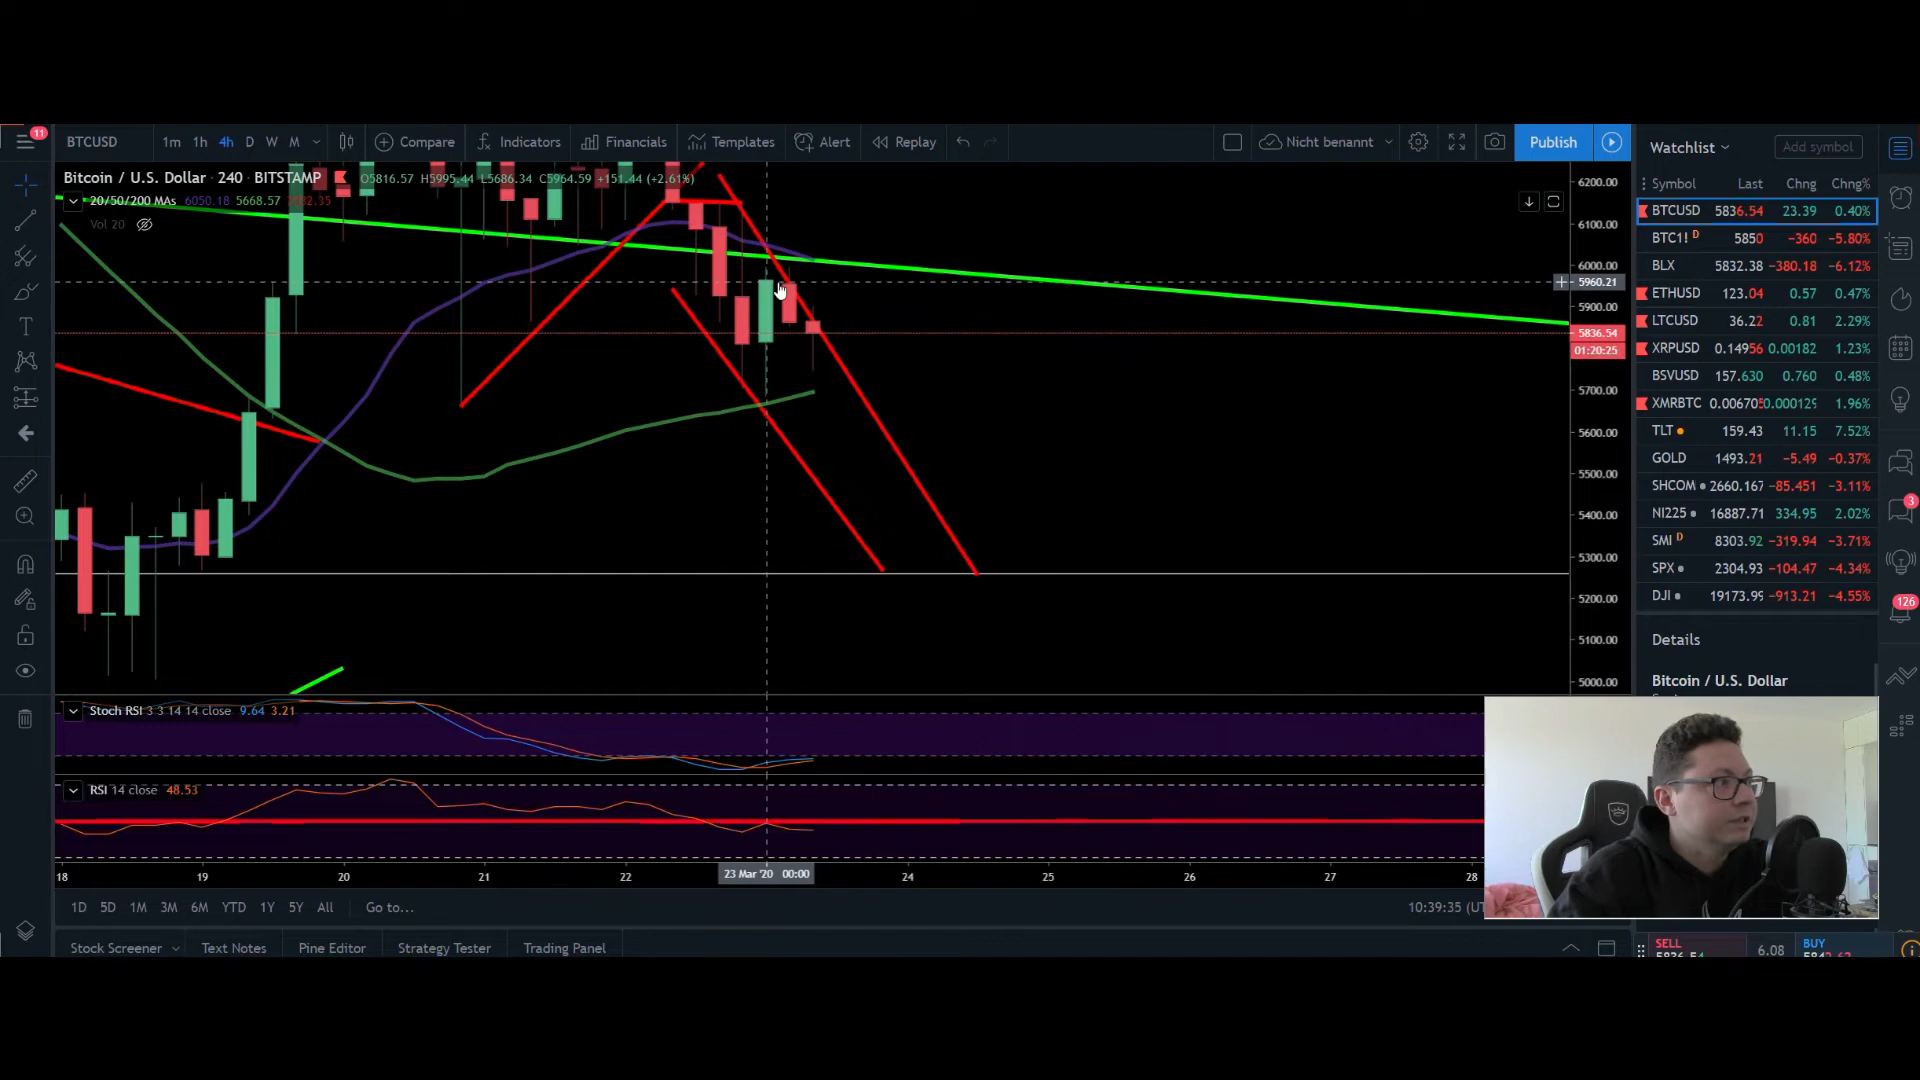 11
BTCUSD 1m 1h 4h D W M Compare Indicators Financials Templates Alert Replay Nicht benannt Publish
Watchlist Add symbol
Bitcoin / U.S. Dollar · 240 · BITSTAMP O5816.57 H5995.44 L5686.34 C5964.59 +151.44 (+2.61%)
20/50/200 MAs 6050.18 5668.57
Vol 20
Symbol Last Chng Chng%
BTCUSD 5836.54 23.39 0.40%
BTC1! D 5850 −360 −5.80%
BLX 5832.38 −380.18 −6.12%
ETHUSD 123.04 0.57 0.47%
LTCUSD 36.22 0.81 2.29%
XRPUSD 0.14956 0.00182 1.23%
BSVUSD 157.630 0.760 0.48%
XMRBTC 0.00670 0.000129 1.96%
TLT 159.43 11.15 7.52%
GOLD 1493.21 −5.49 −0.37%
SHCOM 2660.167 −85.451 −3.11%
NI225 16887.71 334.95 2.02%
SMI D 8303.92 −319.94 −3.71%
SPX 2304.93 −104.47 −4.34%
DJI 19173.99 −913.21 −4.55%
3
126
Details
Bitcoin / U.S. Dollar
6200.00
6100.00
6000.00
5960.21
5900.00
5836.54
01:20:25
5700.00
5600.00
5500.00
5400.00
5300.00
5200.00
5100.00
5000.00
Stoch RSI 3 3 14 14 close 9.64 3.21
RSI 14 close 48.53
18 19 20 21 22 23 Mar '20 00:00 24 25 26 27 28
1D 5D 1M 3M 6M YTD 1Y 5Y All Go to...
10:39:35
Stock Screener Text Notes Pine Editor Strategy Tester Trading Panel
SELL 6.08 BUY
5836.54